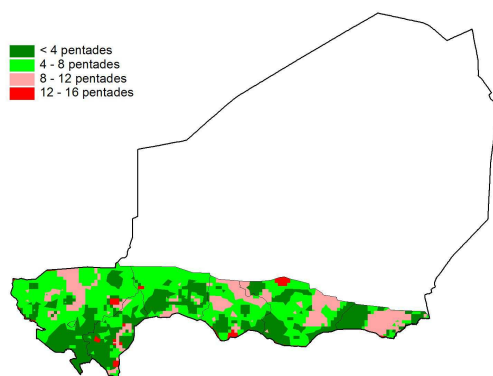 < 4 pentades
4 - 8 pentades
8 - 12 pentades
12 - 16 pentades